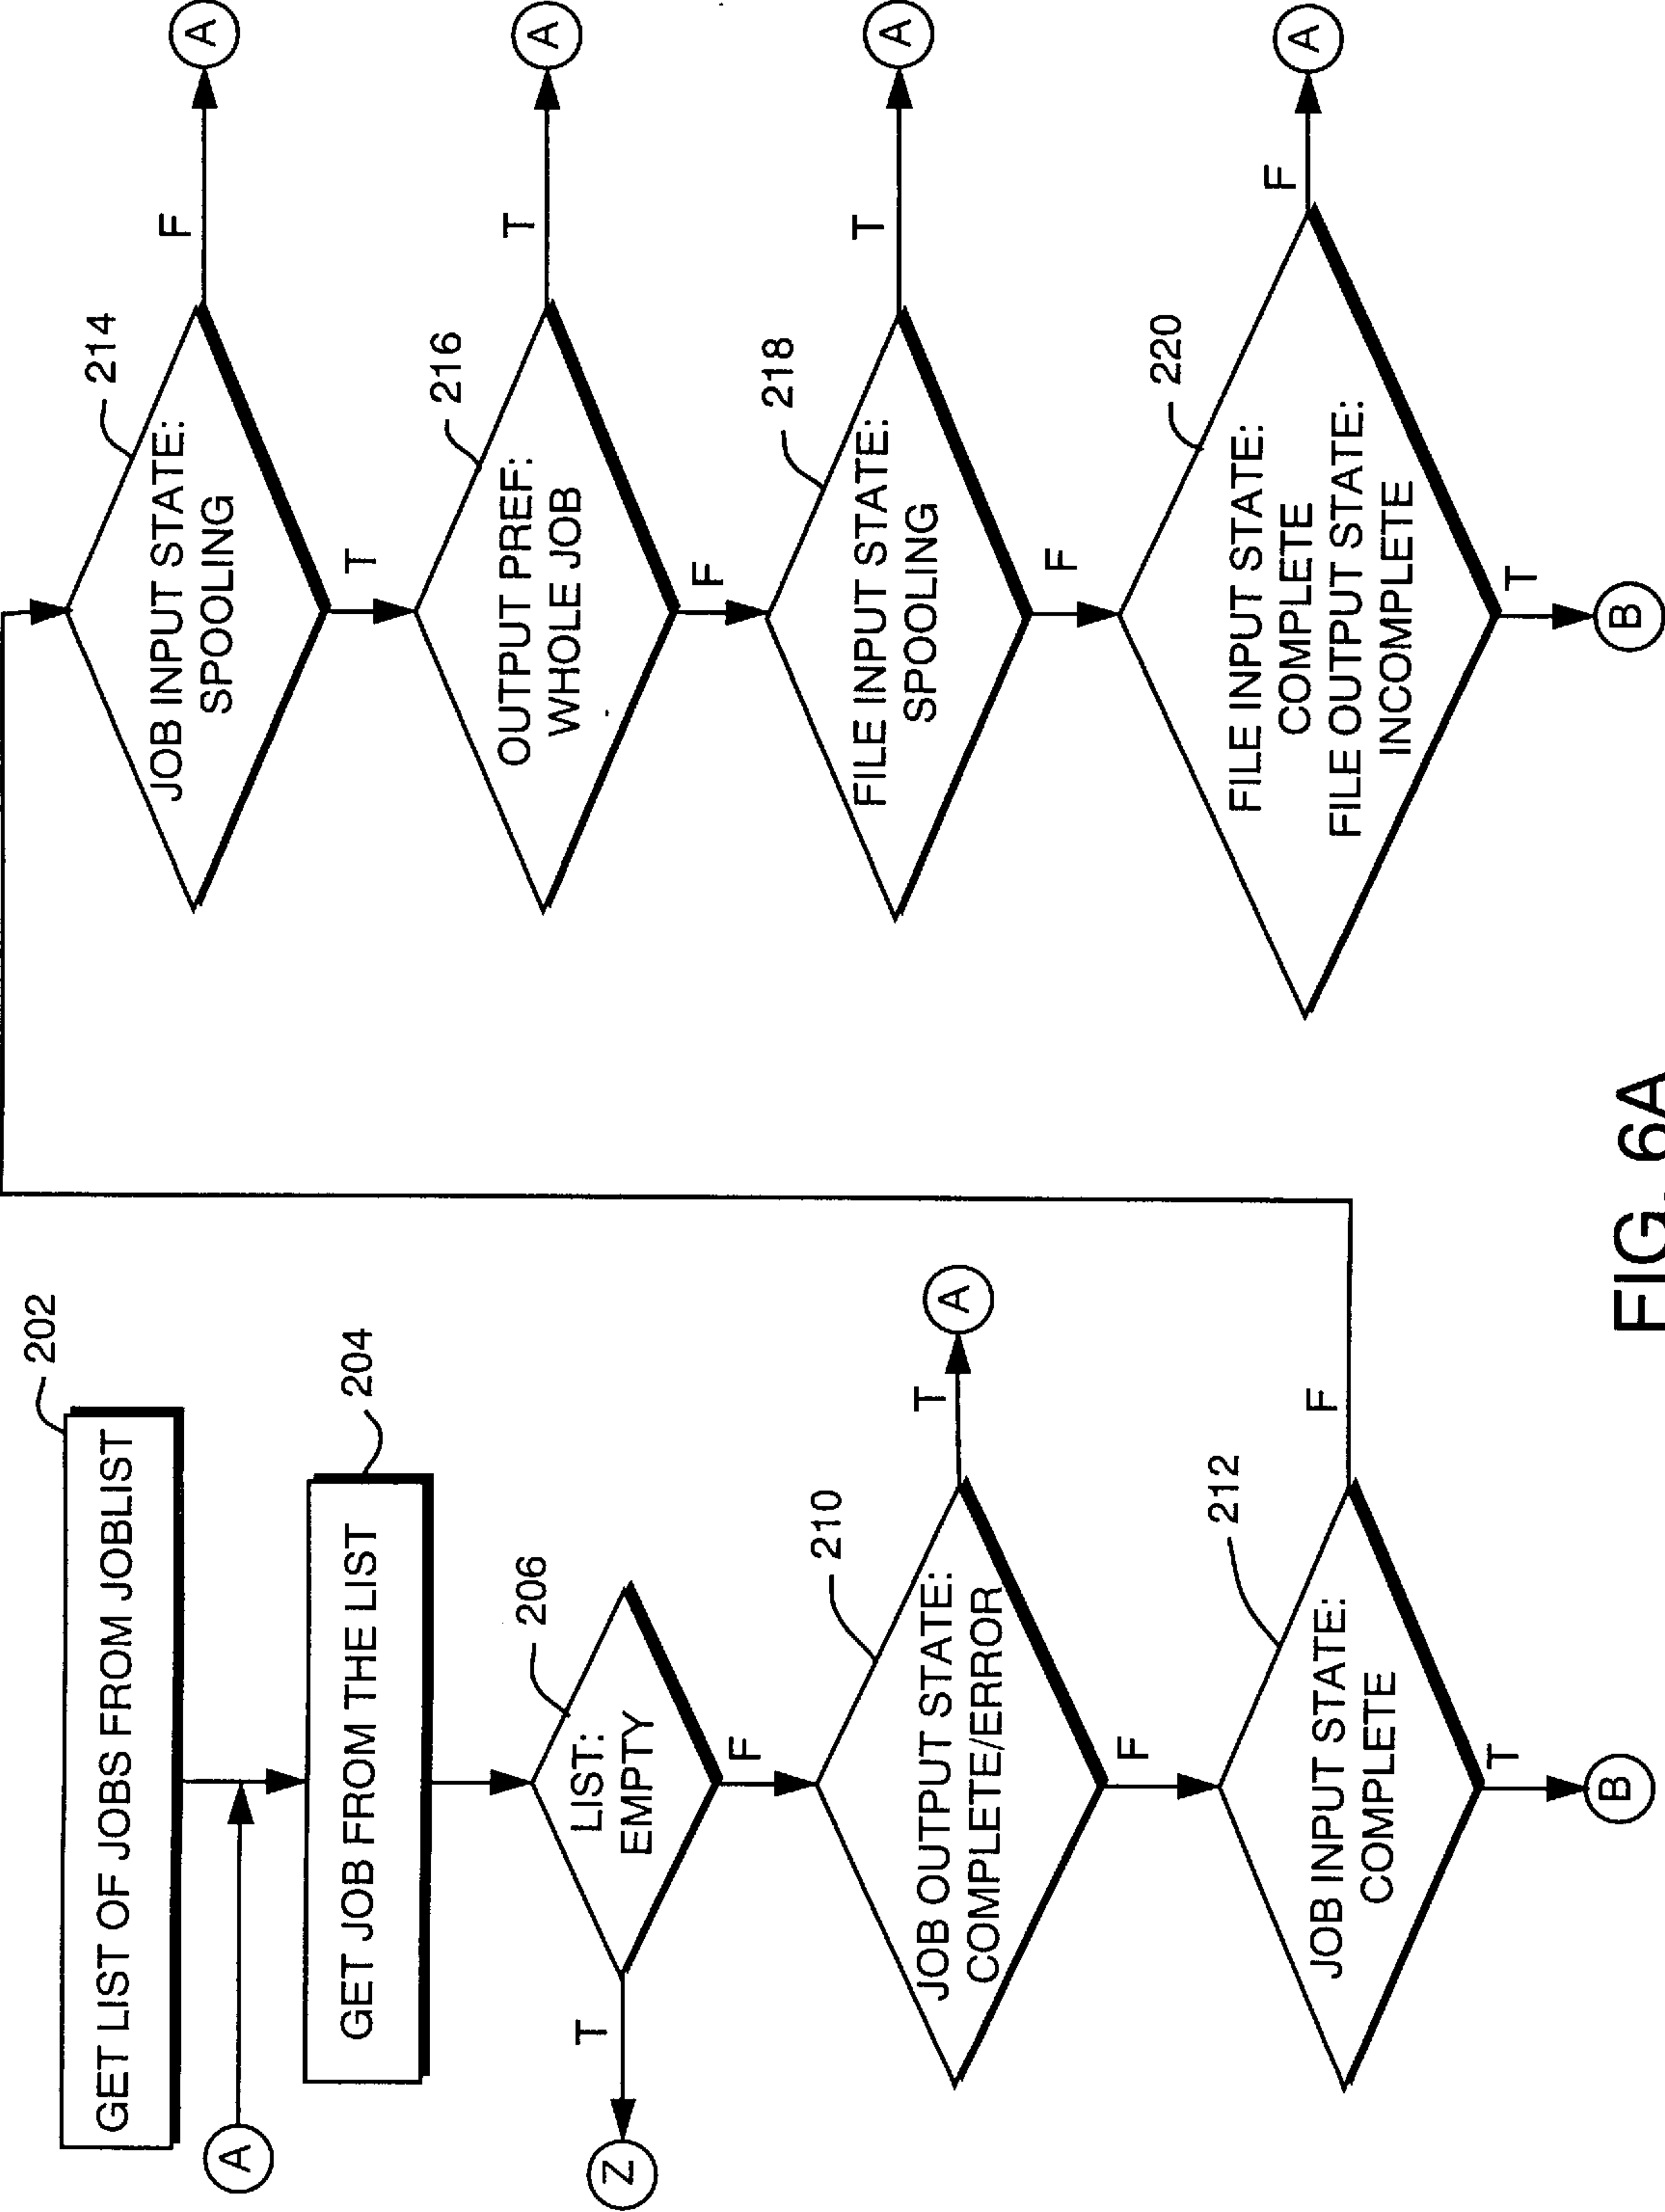 202
GET LIST OF JOBS FROM JOBLIST
A
204
GET JOB FROM THE LIST
206
LIST:
EMPTY
T
Z
F
210
JOB OUTPUT STATE:
COMPLETE/ERROR
T
A
F
212
JOB INPUT STATE:
COMPLETE
F
T
B
214
JOB INPUT STATE:
SPOOLING
F
A
T
216
OUTPUT PREF:
WHOLE JOB
T
A
F
218
FILE INPUT STATE:
SPOOLING
T
A
F
220
FILE INPUT STATE:
COMPLETE
FILE OUTPUT STATE:
INCOMPLETE
F
A
T
B
FIG. 6A